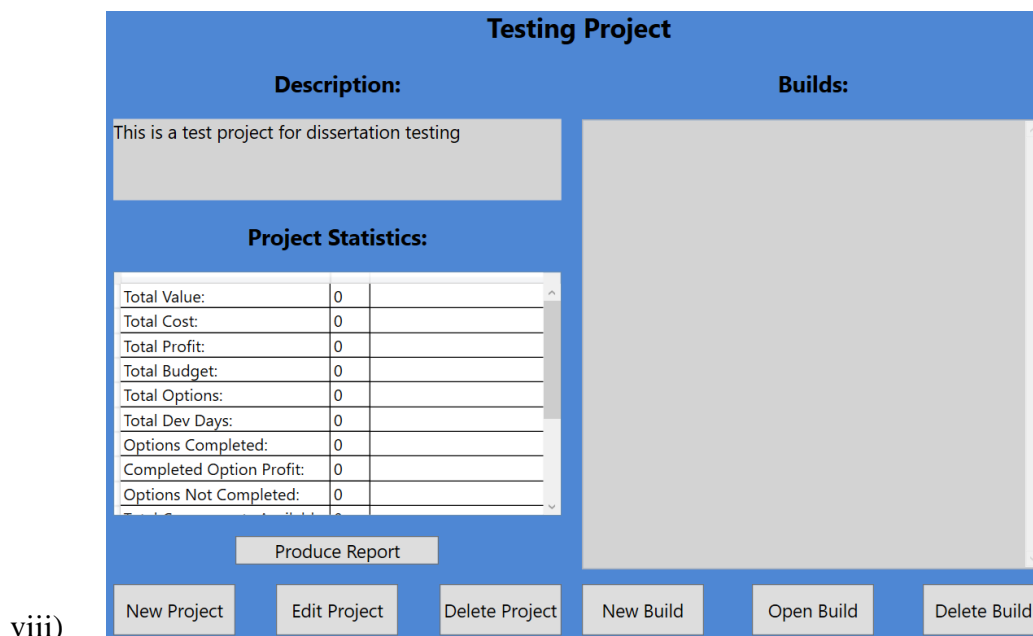 Testing Project
Description:
This is a test project for dissertation testing
Project Statistics:
Total Value: 0
Total Cost: 0
Total Profit: 0
Total Budget: 0
Total Options: 0
Total Dev Days: 0
Options Completed: 0
Completed Option Profit: 0
Options Not Completed: 0
Produce Report
New Project Edit Project Delete Project
Builds:
New Build Open Build Delete Build
viii)